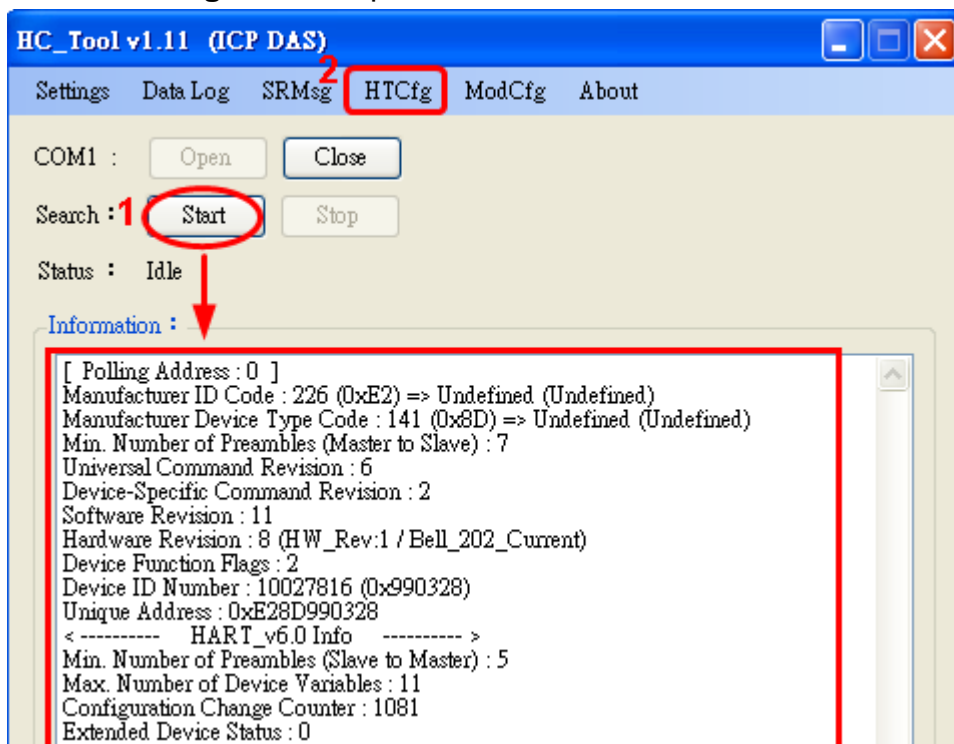 HC_Tool v1.11 (ICP DAS)
2
Settings Data Log SRMsg HTCfg ModCfg About
COM1 : Open Close
Search : 1 Start Stop
Status : Idle
Information :
[ Polling Address : 0 ]
Manufacturer ID Code : 226 (0xE2) => Undefined (Undefined)
Manufacturer Device Type Code : 141 (0x8D) => Undefined (Undefined)
Min. Number of Preambles (Master to Slave) : 7
Universal Command Revision : 6
Device-Specific Command Revision : 2
Software Revision : 11
Hardware Revision : 8 (HW_Rev:1 / Bell_202_Current)
Device Function Flags : 2
Device ID Number : 10027816 (0x990328)
Unique Address : 0xE28D990328
< ---------- HART_v6.0 Info ---------- >
Min. Number of Preambles (Slave to Master) : 5
Max. Number of Device Variables : 11
Configuration Change Counter : 1081
Extended Device Status : 0